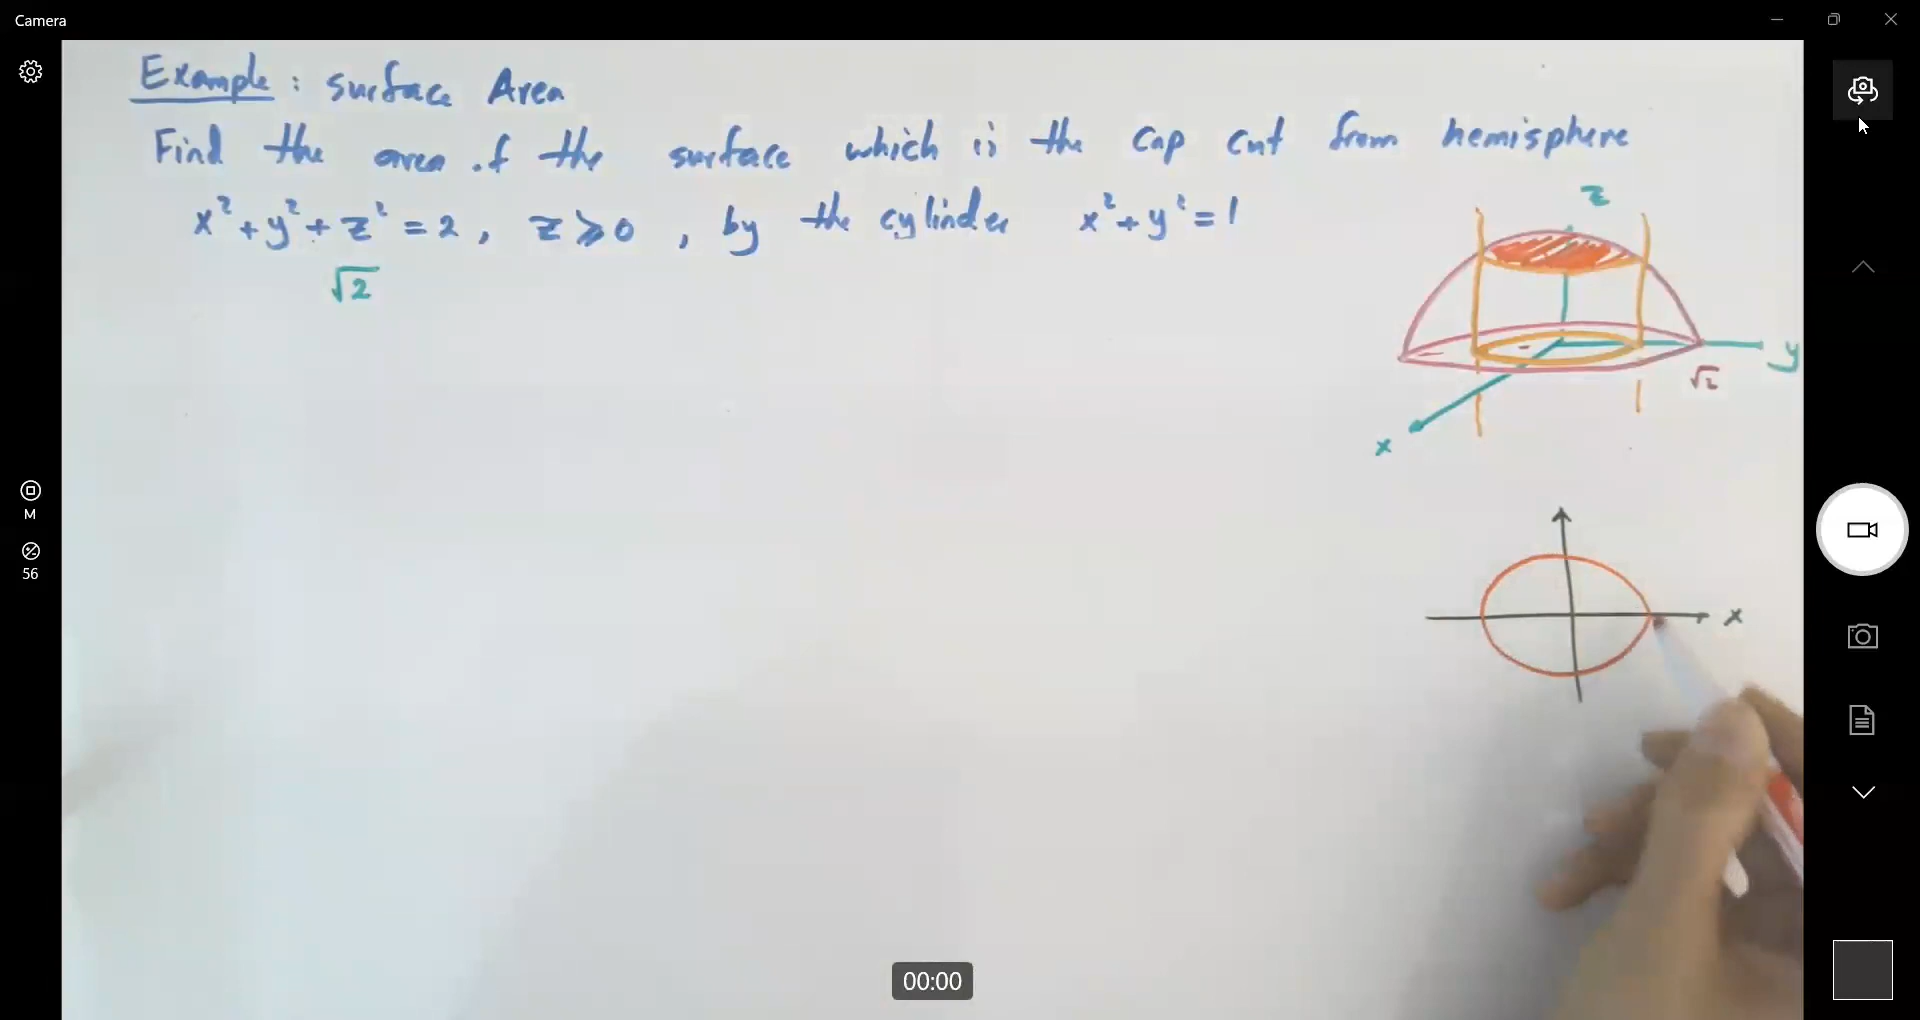 Camera
Example: surface Area
Find the area of the surface which is the cap cut from hemisphere
x² + y² + z² = 2, z ⩾ 0, by the cylinder x² + y² = 1
√2
z
y
√2
x
x
M
56
00:00